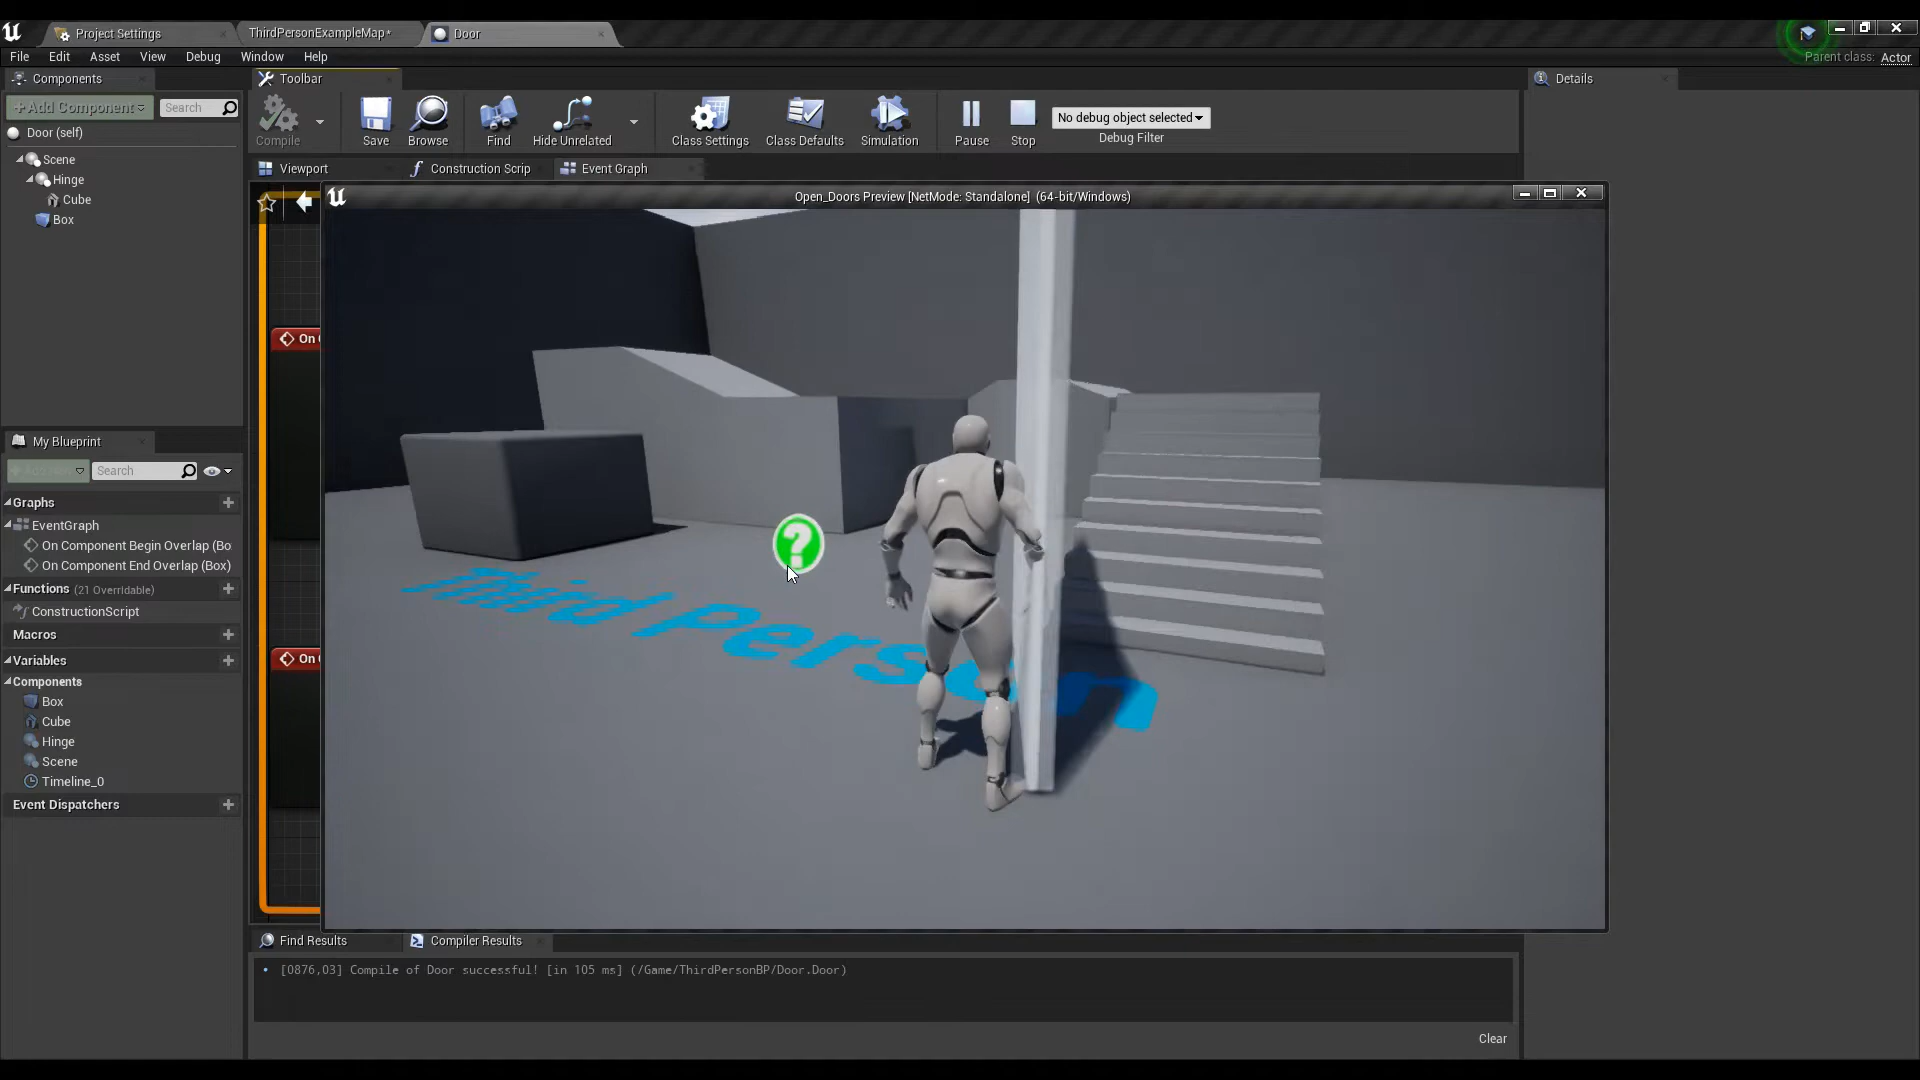 Project Settings
ThirdPersonExampleMap*
Door
File Edit Asset View Debug Window Help
Parent class: Actor
Components
Toolbar
Details
+Add Component
Search
Door (self)
Scene
Hinge
Cube
Box
Compile
Save
Browse
Find
Hide Unrelated
Class Settings
Class Defaults
Simulation
Pause
Stop
No debug object selected
Debug Filter
Viewport
Construction Scrip
Event Graph
Open_Doors Preview [NetMode: Standalone] (64-bit/Windows)
On
On
Third Person
?
My Blueprint
Search
Graphs
EventGraph
On Component Begin Overlap (Bo
On Component End Overlap (Box)
Functions (21 Overridable)
ConstructionScript
Macros
Variables
Components
Box
Cube
Hinge
Scene
Timeline_0
Event Dispatchers
Find Results
Compiler Results
[0876,03] Compile of Door successful! [in 105 ms] (/Game/ThirdPersonBP/Door.Door)
Clear